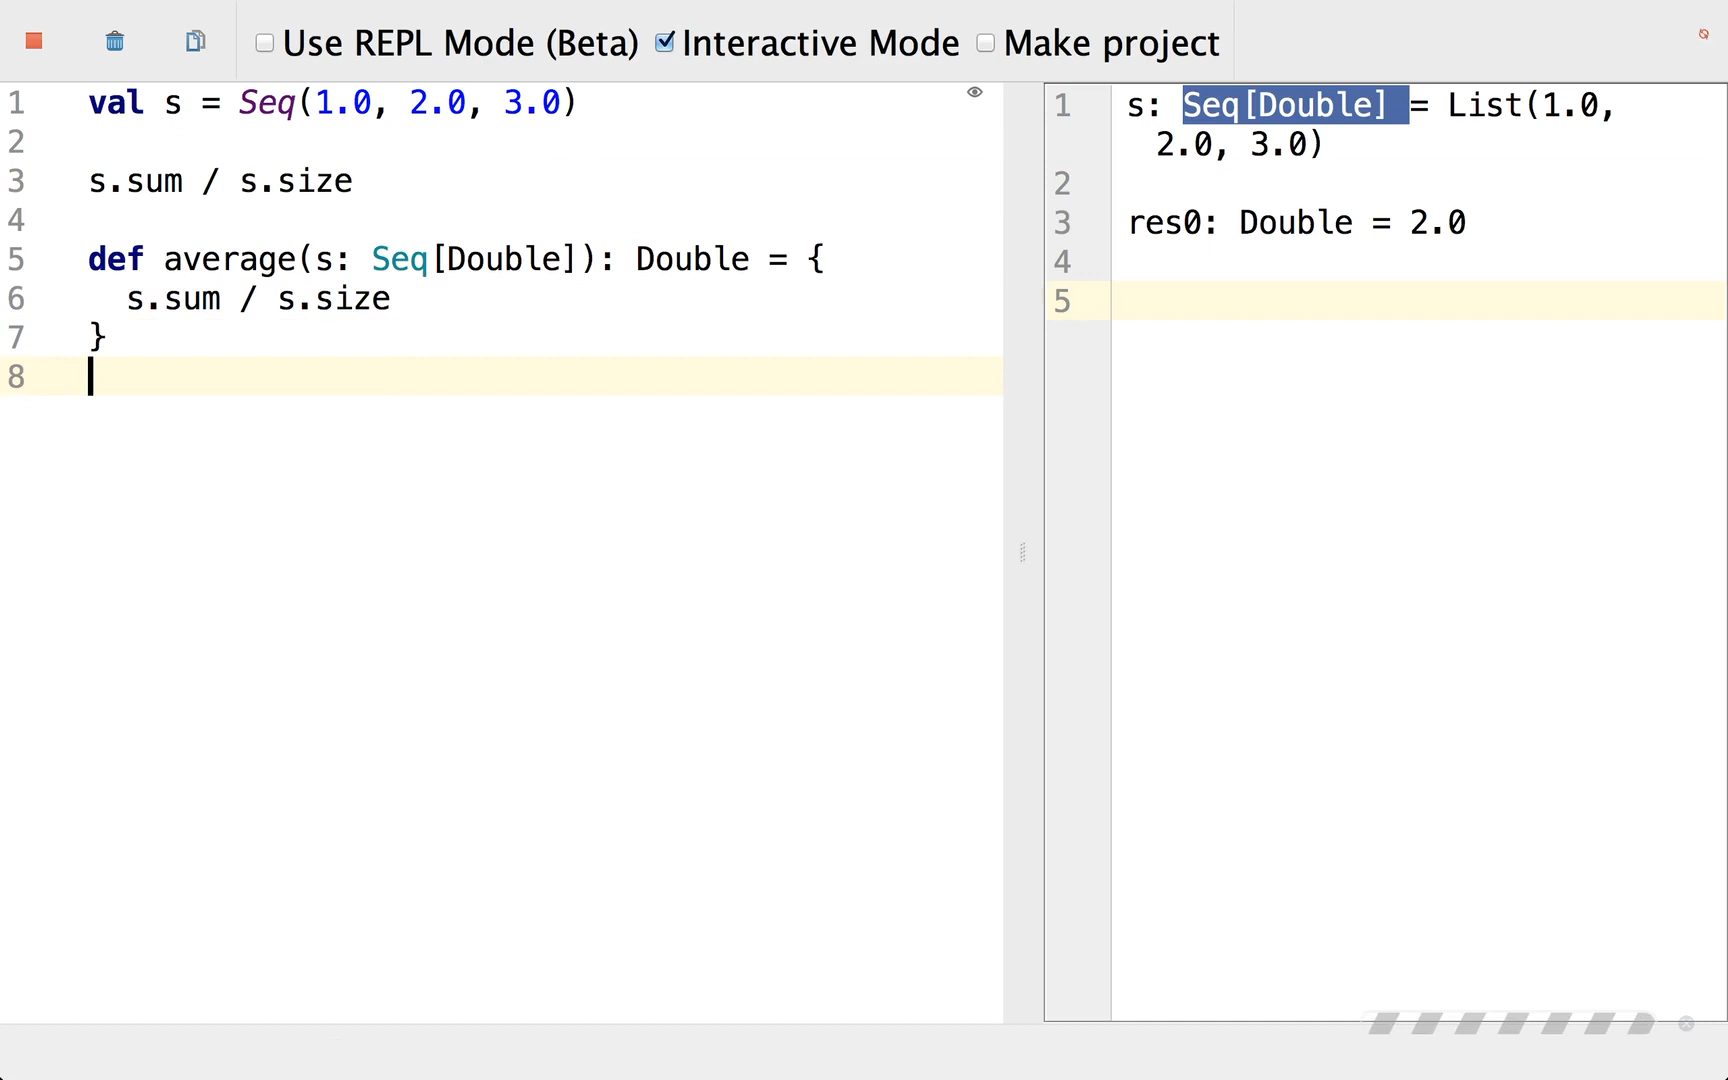 Use REPL Mode (Beta) Interactive Mode Make project
1 val s = Seq(1.0, 2.0, 3.0)
2
3 s.sum / s.size
4
5 def average(s: Seq[Double]): Double = {
6 s.sum / s.size
7 }
8
1 s: Seq[Double] = List(1.0,
2.0, 3.0)
2
3 res0: Double = 2.0
4
5